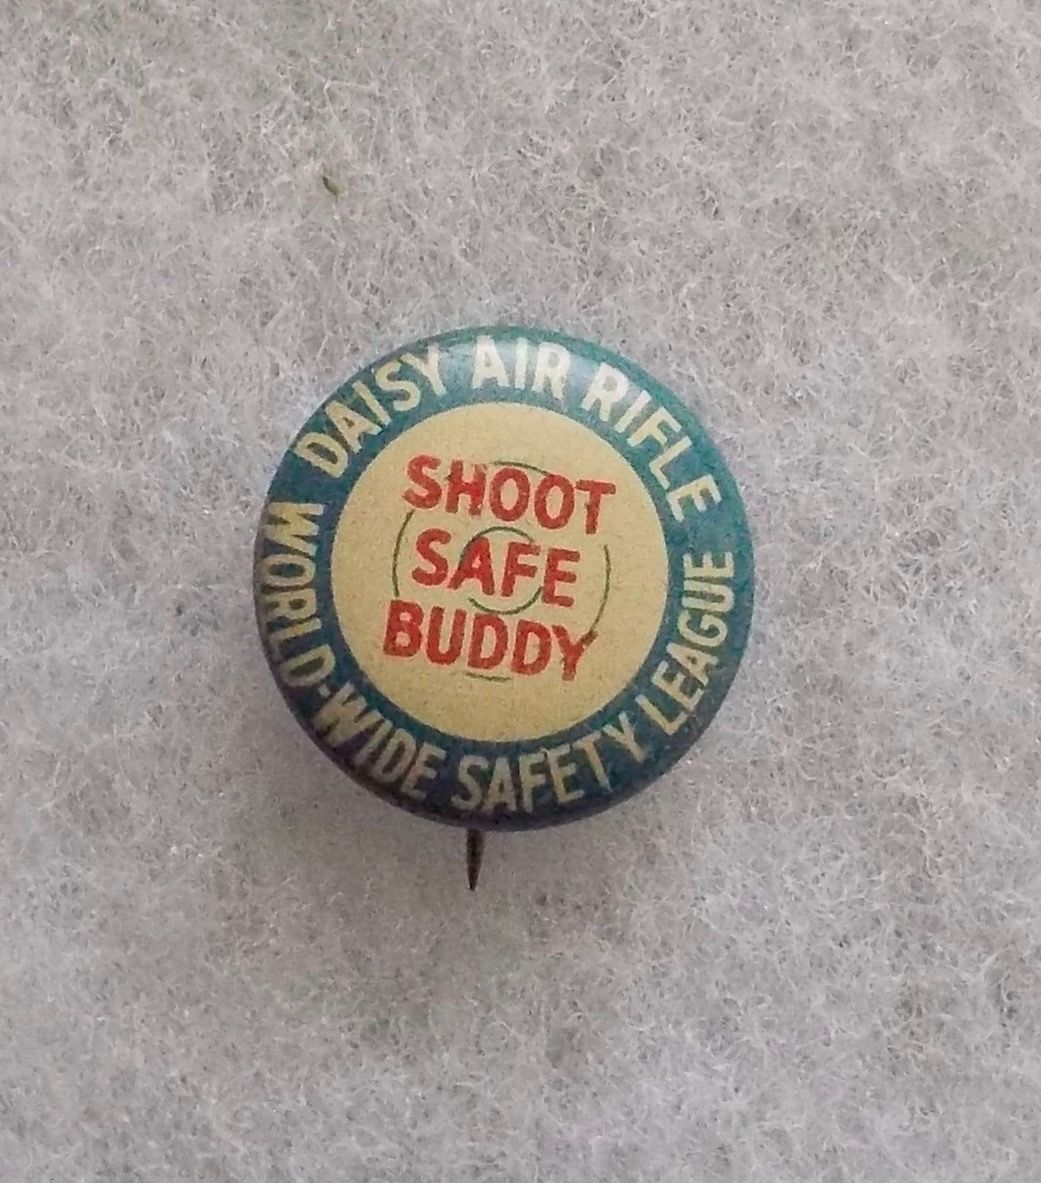 DAISY AIR RIFLE
SHOOT
SAFE
BUDDY
WORLD-WIDE SAFETY LEAGUE